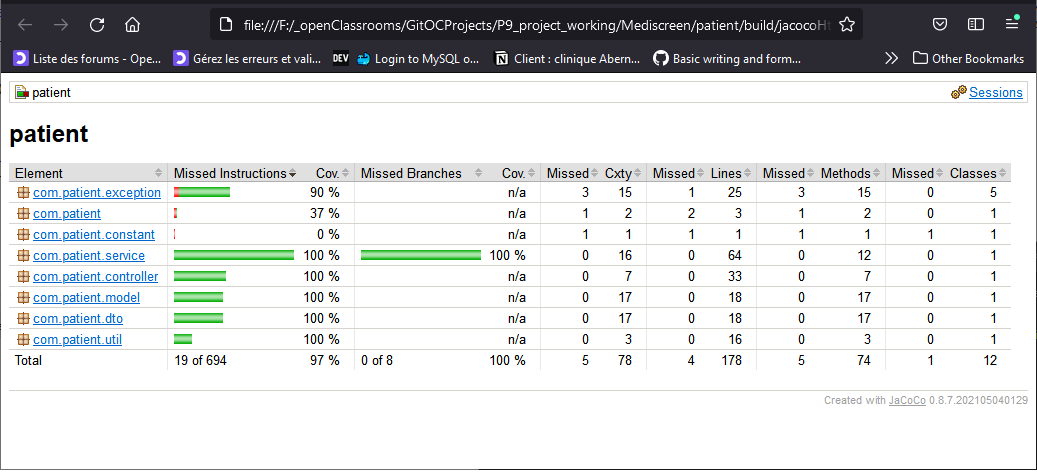 file:///F:/_openClassrooms/GitOCProjects/P9_project_working/Mediscreen/patient/build/jacocoHt
Liste des forums - Ope... Gérez les erreurs et vali... DEV Login to MySQL o... Client : clinique Abern... Basic writing and form... Other Bookmarks
patient Sessions
patient
Element Missed Instructions Cov. Missed Branches Cov. Missed Cxty Missed Lines Missed Methods Missed Classes
com.patient.exception 90 % n/a 3 15 1 25 3 15 0 5
com.patient 37 % n/a 1 2 2 3 1 2 0 1
com.patient.constant 0 % n/a 1 1 1 1 1 1 1 1
com.patient.service 100 % 100 % 0 16 0 64 0 12 0 1
com.patient.controller 100 % n/a 0 7 0 33 0 7 0 1
com.patient.model 100 % n/a 0 17 0 18 0 17 0 1
com.patient.dto 100 % n/a 0 17 0 18 0 17 0 1
com.patient.util 100 % n/a 0 3 0 16 0 3 0 1
Total 19 of 694 97 % 0 of 8 100 % 5 78 4 178 5 74 1 12
Created with JaCoCo 0.8.7.202105040129